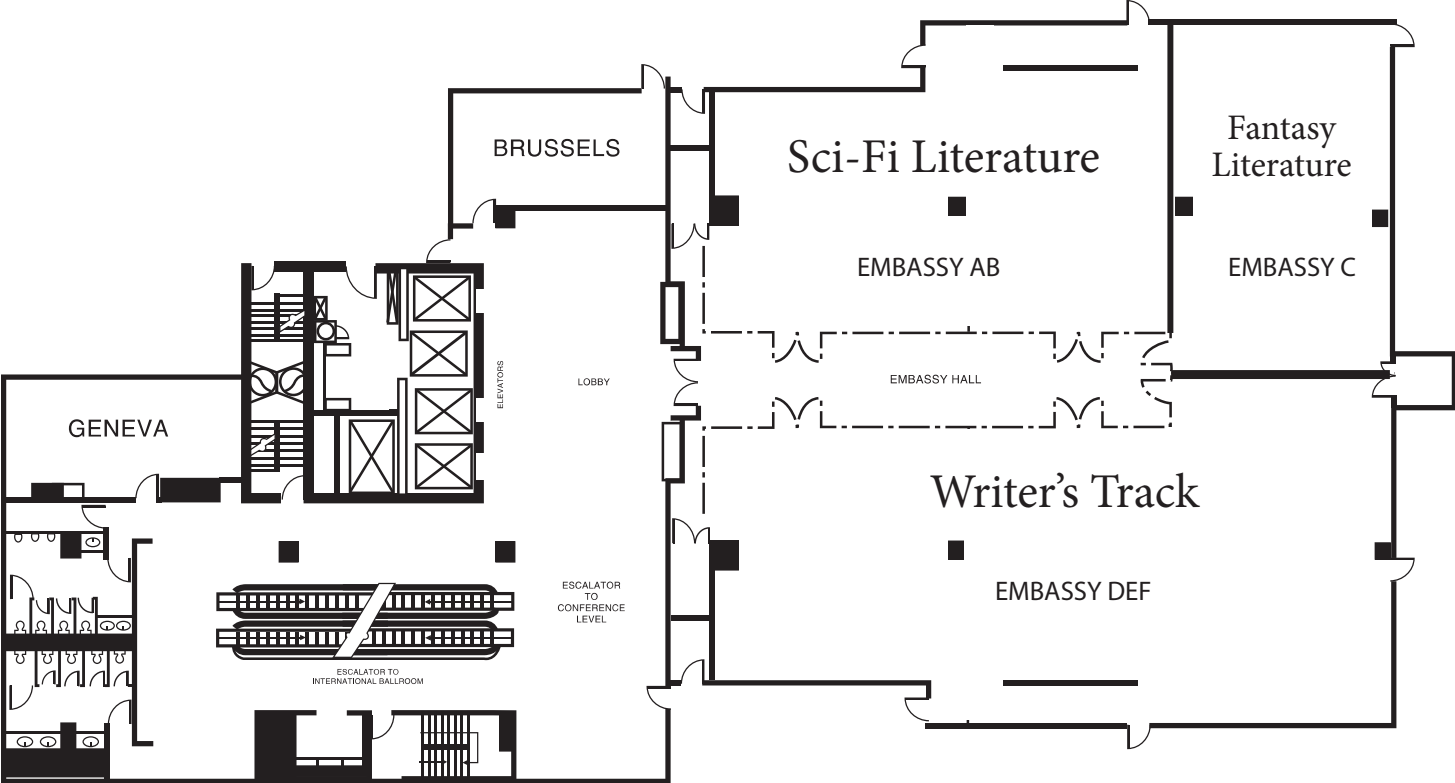 BRUSSELS
Sci-Fi Literature
Fantasy
Literature
EMBASSY AB
EMBASSY C
ELEVATORS
LOBBY
EMBASSY HALL
GENEVA
Writer's Track
ESCALATOR
TO
CONFERENCE
LEVEL
EMBASSY DEF
ESCALATOR TO
INTERNATIONAL BALLROOM